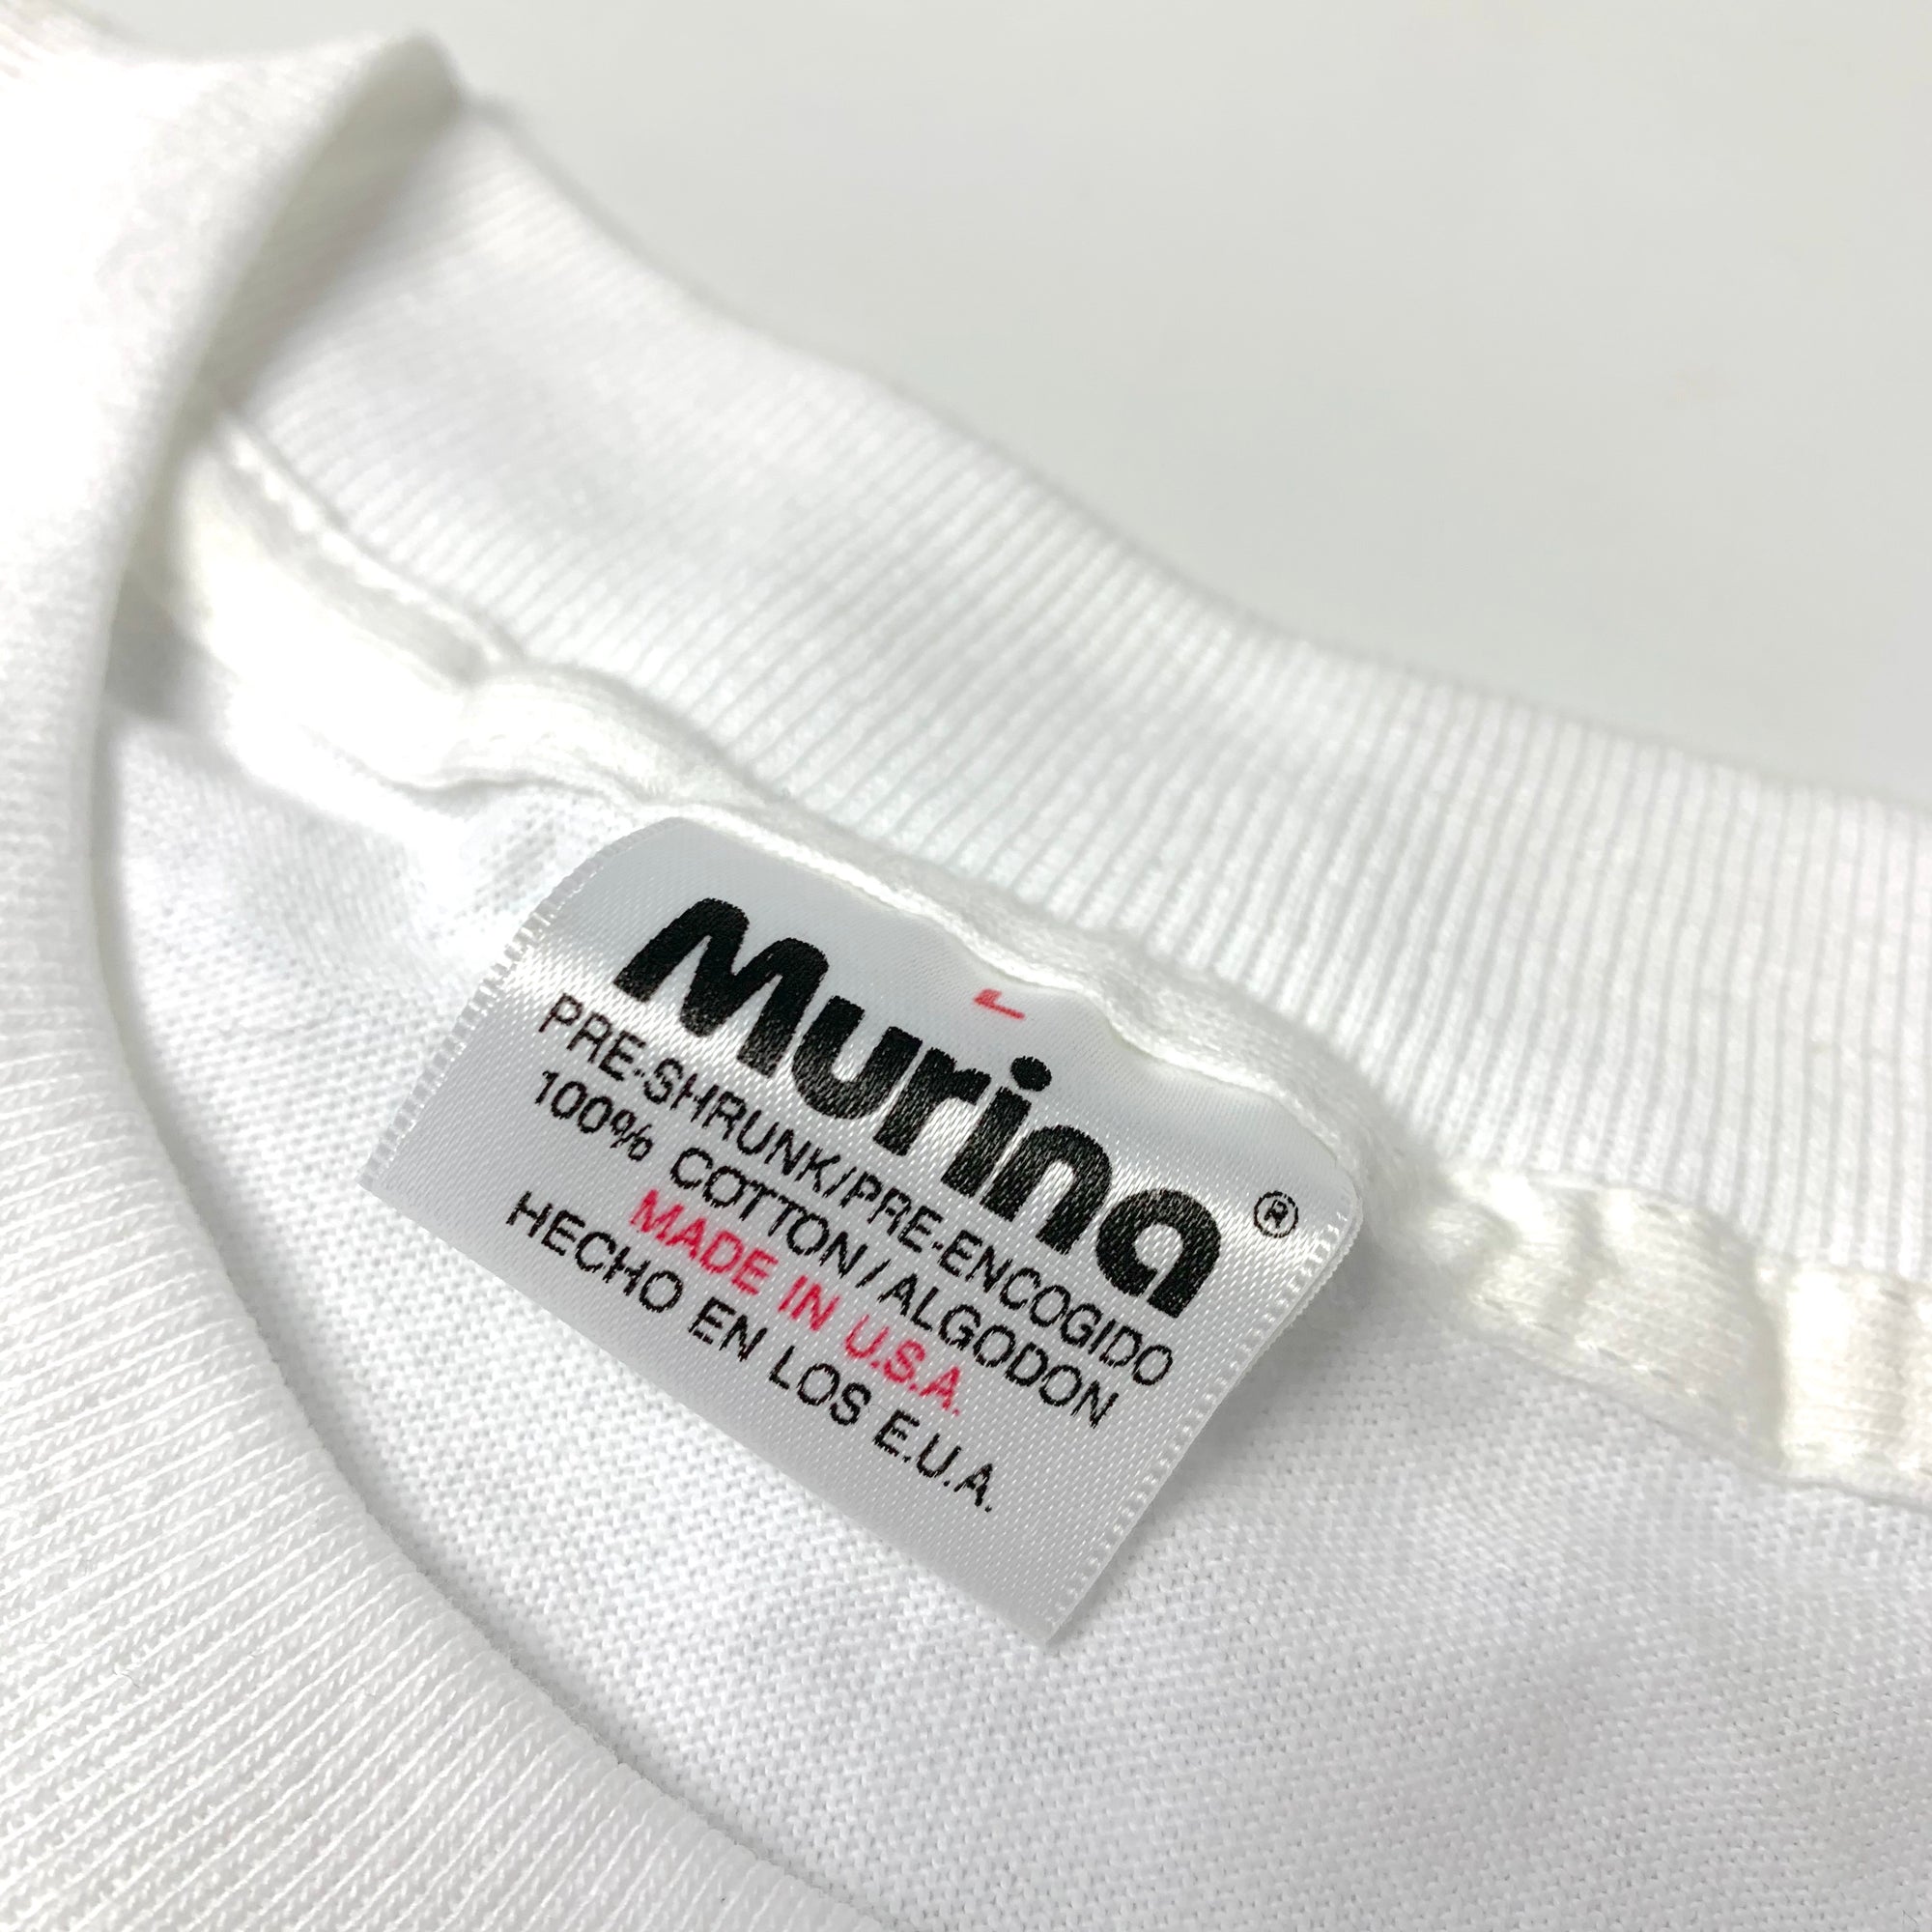 Murina®
PRE-SHRUNK/PRE-ENCOGIDO
100% COTTON/ALGODON
MADE IN U.S.A.
HECHO EN LOS E.U.A.